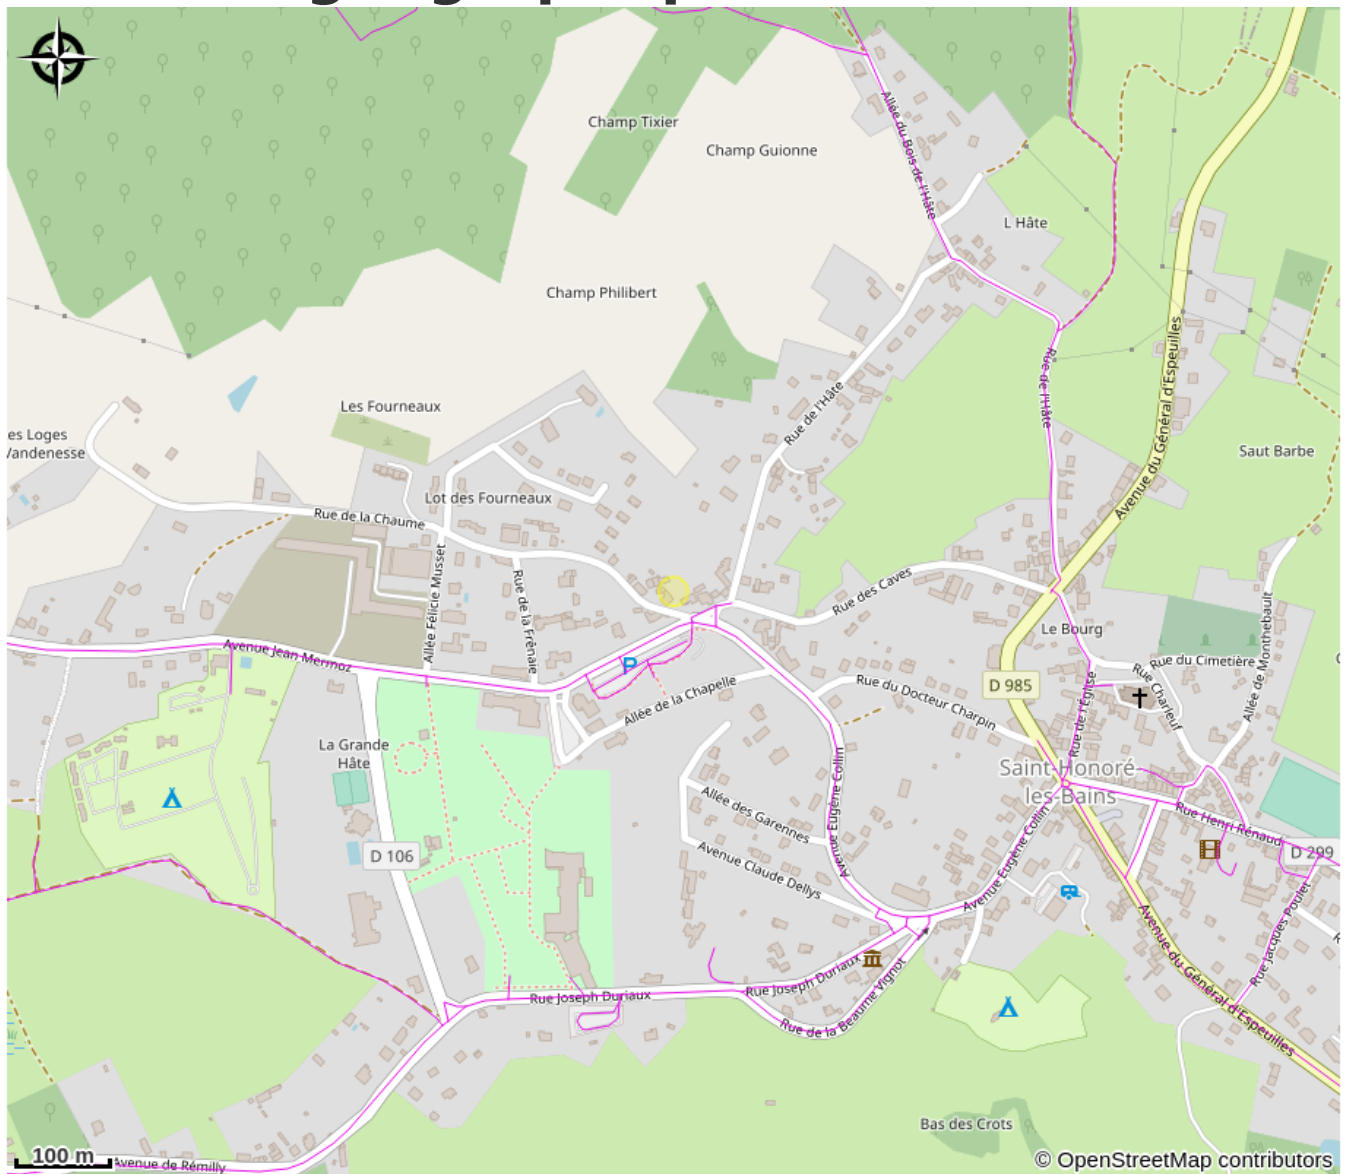 Champ Tixier
Champ Guionne
Allée du Bois de l'Hâte
L Hâte
Champ Philibert
Avenue du Général d'Espeuilles
Rue de l'Hâte
Rue de l'Hâte
Les Fourneaux
es Loges
Vandenesse
Saut Barbe
Lot des Fourneaux
Rue de la Chaume
Allée Félicie Musset
Rue de la Frênaie
Rue des Caves
Le Bourg
Allée de Monthebault
Avenue Jean Mermoz
Rue du Cimetière
Rue Charleuf
P
D 985
Rue de l'Église
Allée de la Chapelle
Rue du Docteur Charpin
La Grande
Hâte
Saint-Honoré
les-Bains
Avenue Eugène Collin
Allée des Garennes
Rue Henri Renaud
D 106
D 299
Avenue Claude Dellys
Avenue Eugène Collin
Rue Jacques Poulet
Rue Joseph Duriaux
Rue Joseph Duriaux
Rue de la Beaume Vignot
Avenue du Général d'Espeuilles
Bas des Crots
100 m
Avenue de Rémilly
© OpenStreetMap contributors